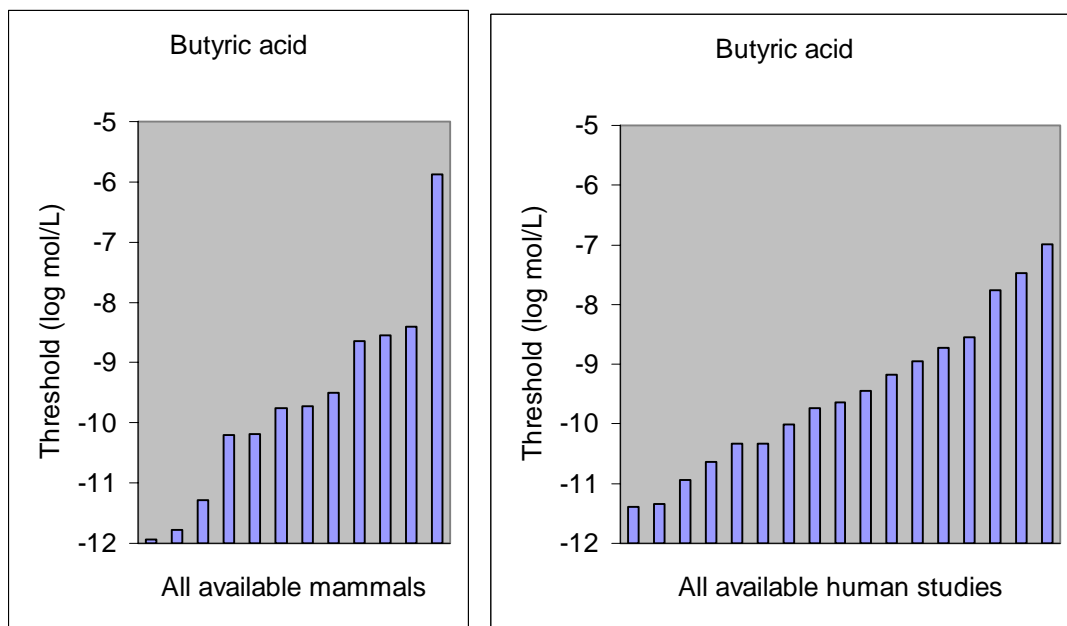 Butyric acid
-5
-6
-7
-8
-9
-10
-11
-12
Threshold (log mol/L)
All available mammals
Butyric acid
-5
-6
-7
-8
-9
-10
-11
-12
Threshold (log mol/L)
All available human studies